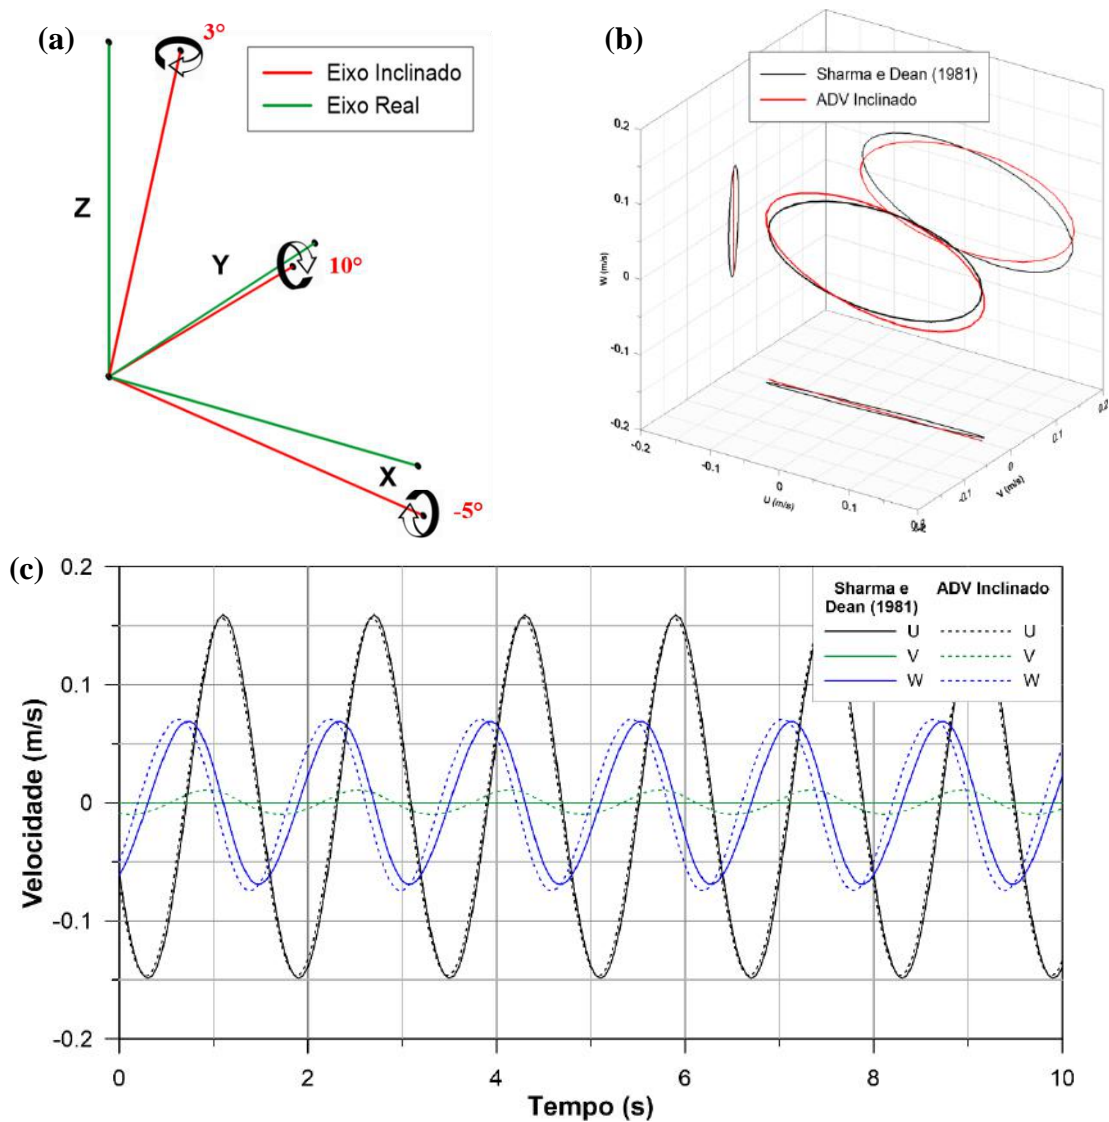 (a)
3°
Eixo Inclinado
Eixo Real
Z
Y
10°
X
-5°
(b)
Sharma e Dean (1981)
ADV Inclinado
0.2
0.1
0
-0.1
-0.2
W (m/s)
-0.2
-0.1
0
0.1
U (m/s)
-0.1
0
0.1
0.2
V (m/s)
(c)
0.2
0.1
0
-0.1
-0.2
Velocidade (m/s)
Sharma e Dean (1981)
ADV Inclinado
U U
V V
W W
0 2 4 6 8 10
Tempo (s)